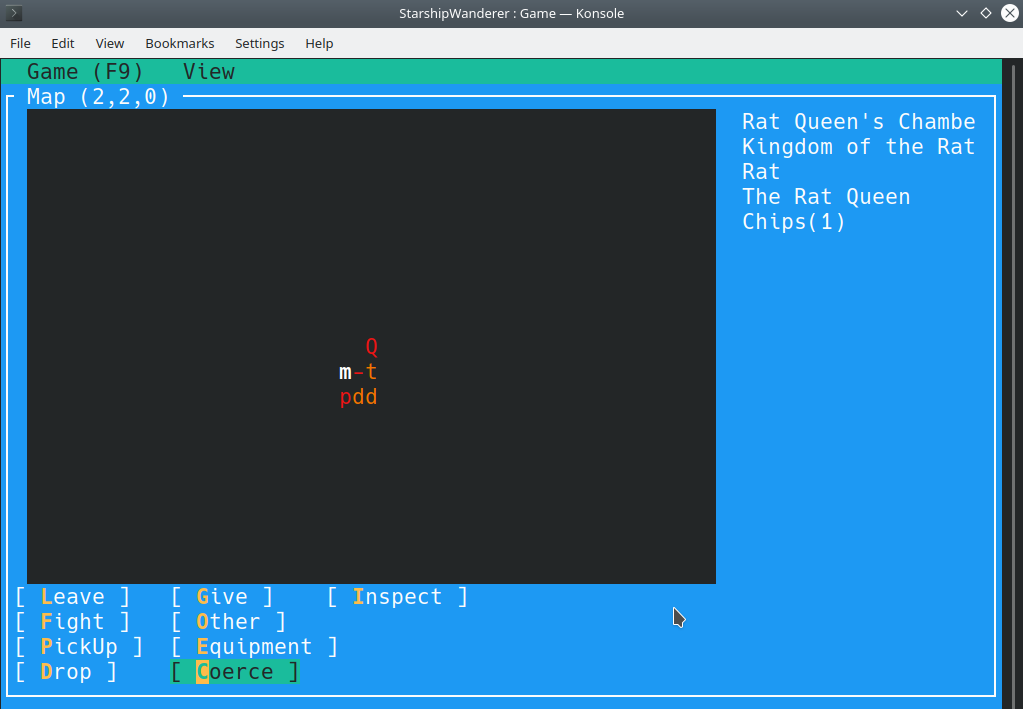 StarshipWanderer : Game — Konsole
File Edit View Bookmarks Settings Help
Game (F9) View
Map (2,2,0)
Rat Queen's Chambe
Kingdom of the Rat
Rat
The Rat Queen
Chips(1)
Q
m-t
pdd
[ Leave ] [ Give ] [ Inspect ]
[ Fight ] [ Other ]
[ PickUp ] [ Equipment ]
[ Drop ] [ Coerce ]